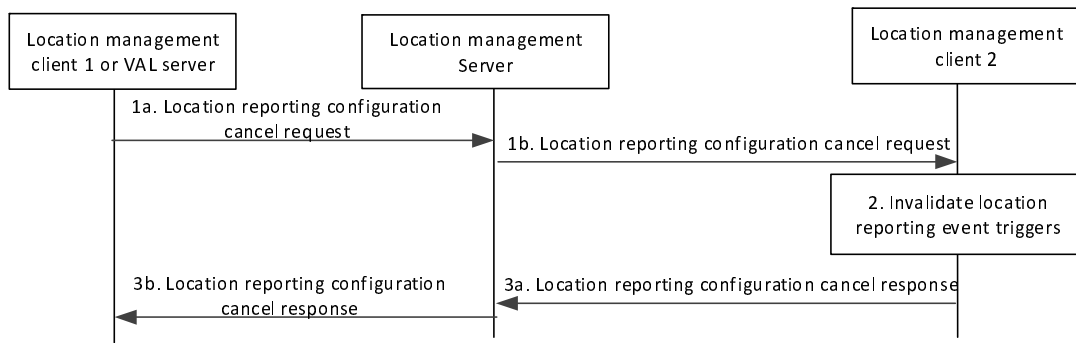 Location management
client 1 or VAL server
Location management
Server
Location management
client 2
1a. Location reporting configuration
cancel request
1b. Location reporting configuration cancel request
2. Invalidate location
reporting event triggers
3b. Location reporting configuration
cancel response
3a. Location reporting configuration cancel response